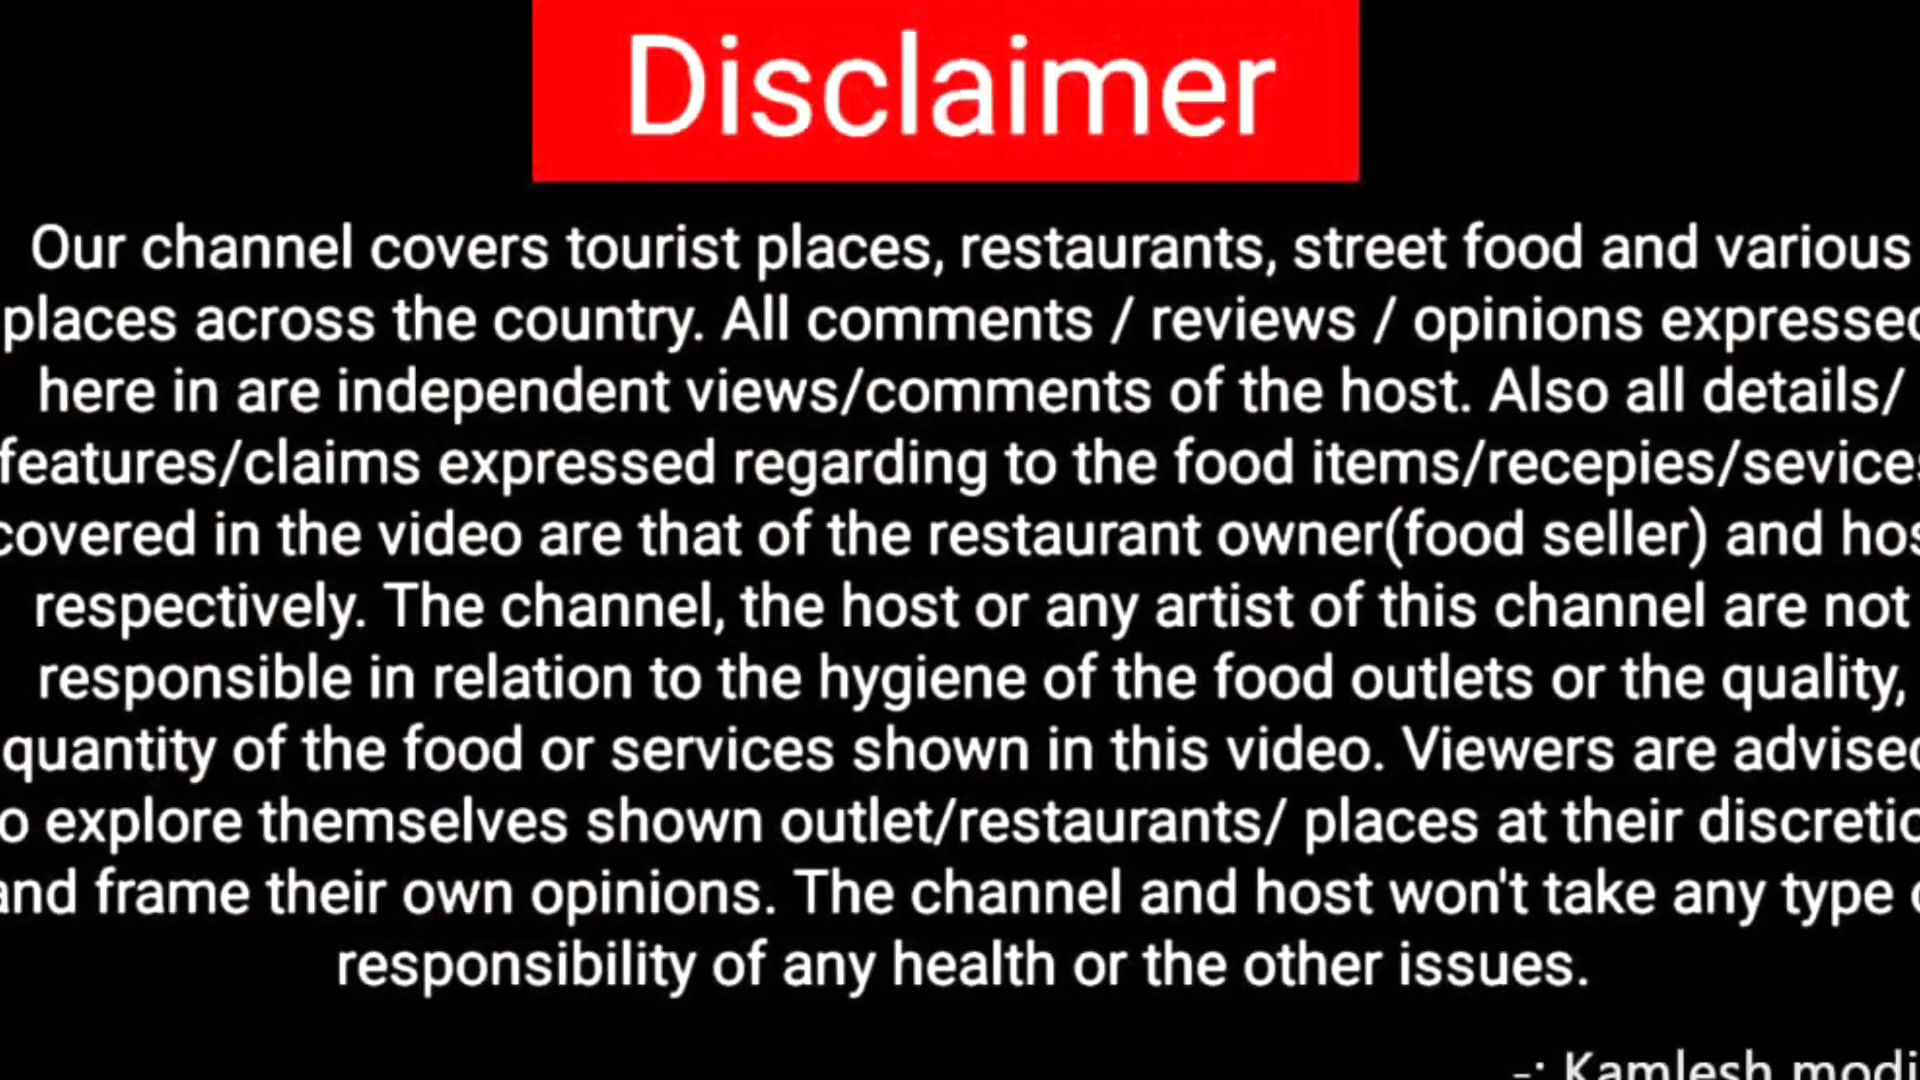 Disclaimer
Our channel covers tourist places, restaurants, street food and various
places across the country. All comments / reviews / opinions expressed
here in are independent views/comments of the host. Also all details/
features/claims expressed regarding to the food items/recepies/sevices
covered in the video are that of the restaurant owner(food seller) and hos
respectively. The channel, the host or any artist of this channel are not
responsible in relation to the hygiene of the food outlets or the quality,
quantity of the food or services shown in this video. Viewers are advised
o explore themselves shown outlet/restaurants/ places at their discretio
and frame their own opinions. The channel and host won't take any type o
responsibility of any health or the other issues.
-: Kamlesh modi